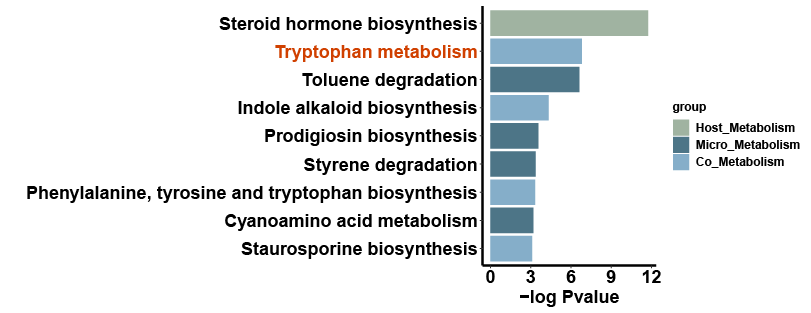 Steroid hormone biosynthesis
Tryptophan metabolism
Toluene degradation
Indole alkaloid biosynthesis
Prodigiosin biosynthesis
Styrene degradation
Phenylalanine, tyrosine and tryptophan biosynthesis
Cyanoamino acid metabolism
Staurosporine biosynthesis
0 3 6 9 12
−log Pvalue
group
Host_Metabolism
Micro_Metabolism
Co_Metabolism